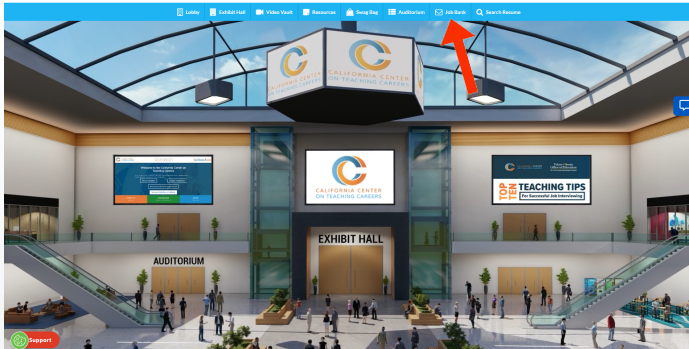 Lobby
Exhibit Hall
Video Vault
Resources
Swag Bag
Auditorium
Job Bank
Search Resume
CALIFORNIA CENTER
ON TEACHING CAREERS
CALIFORNIA CENTER
ON TEACHING CAREERS
TOP
TEN
TEACHING TIPS
For Successful Job Interviewing
EXHIBIT HALL
AUDITORIUM
Support